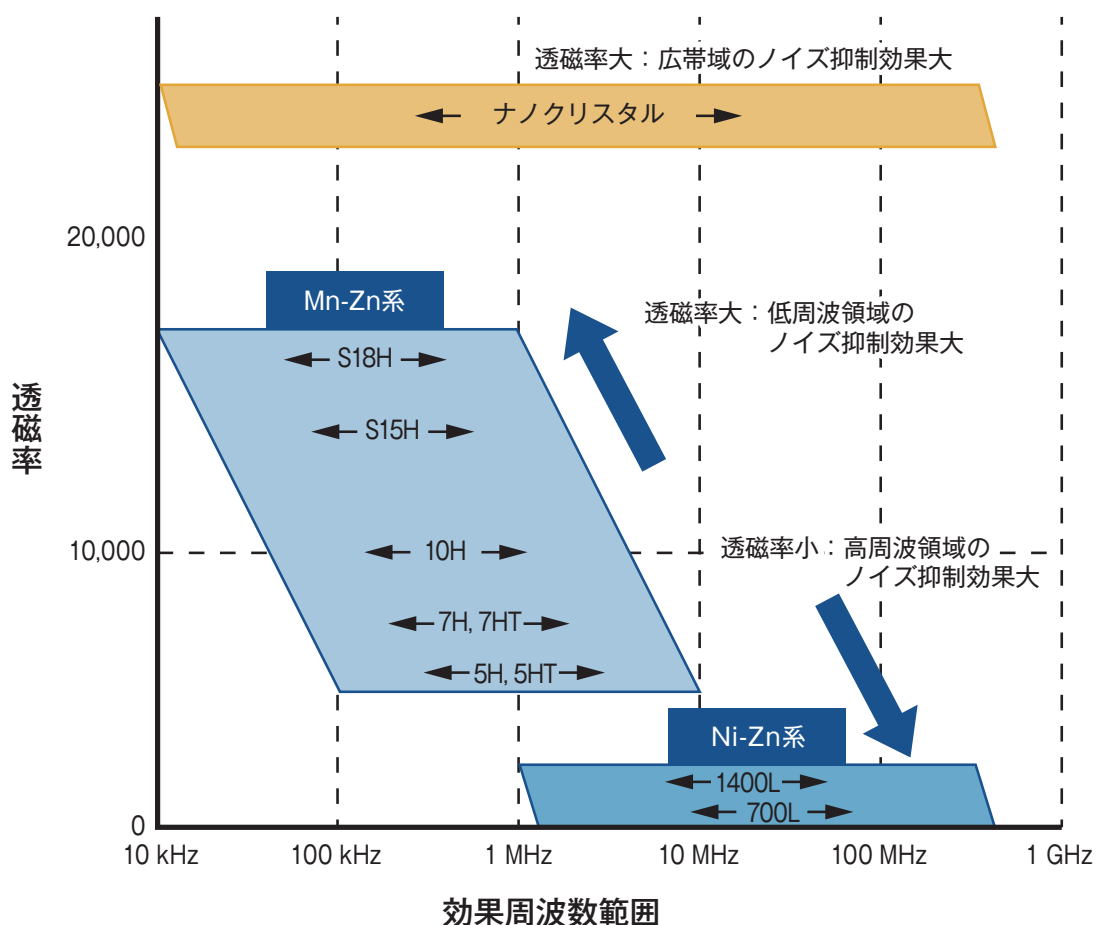 透磁率大：広帯域のノイズ抑制効果大
ナノクリスタル
20,000
Mn-Zn系
透磁率大：低周波領域の
ノイズ抑制効果大
S18H
S15H
透磁率
10,000
10H
透磁率小：高周波領域の
ノイズ抑制効果大
7H, 7HT
5H, 5HT
Ni-Zn系
1400L
700L
0
10 kHz 100 kHz 1 MHz 10 MHz 100 MHz 1 GHz
効果周波数範囲